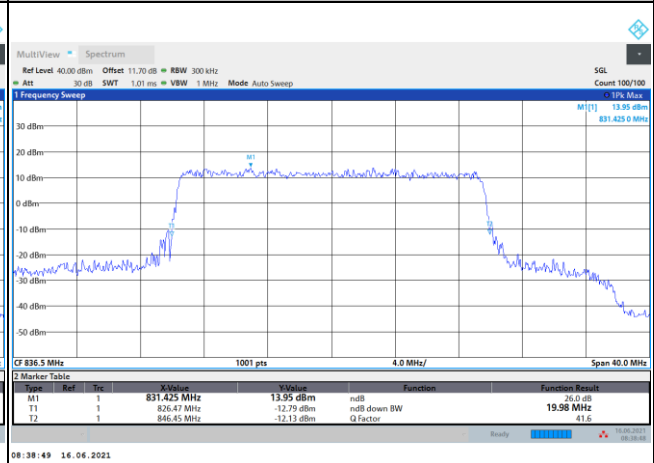 MultiView Spectrum
Ref Level 40.00 dBm Offset 11.70 dB RBW 300 kHz SGL
Att 30 dB SWT 1.01 ms VBW 1 MHz Mode Auto Sweep Count 100/100
1 Frequency Sweep 1Pk Max
M1[1] 13.95 dBm
831.425 0 MHz
30 dBm
20 dBm
M1
10 dBm
0 dBm
T1 T2
-10 dBm
-20 dBm
-30 dBm
-40 dBm
-50 dBm
CF 836.5 MHz 1001 pts 4.0 MHz/ Span 40.0 MHz
2 Marker Table
Type Ref Trc X-Value Y-Value Function Function Result
M1 1 831.425 MHz 13.95 dBm ndB 26.0 dB
T1 1 826.47 MHz -12.79 dBm ndB down BW 19.98 MHz
T2 1 846.45 MHz -12.13 dBm Q Factor 41.6
Ready 16.06.2021
08:38:48
08:38:49 16.06.2021